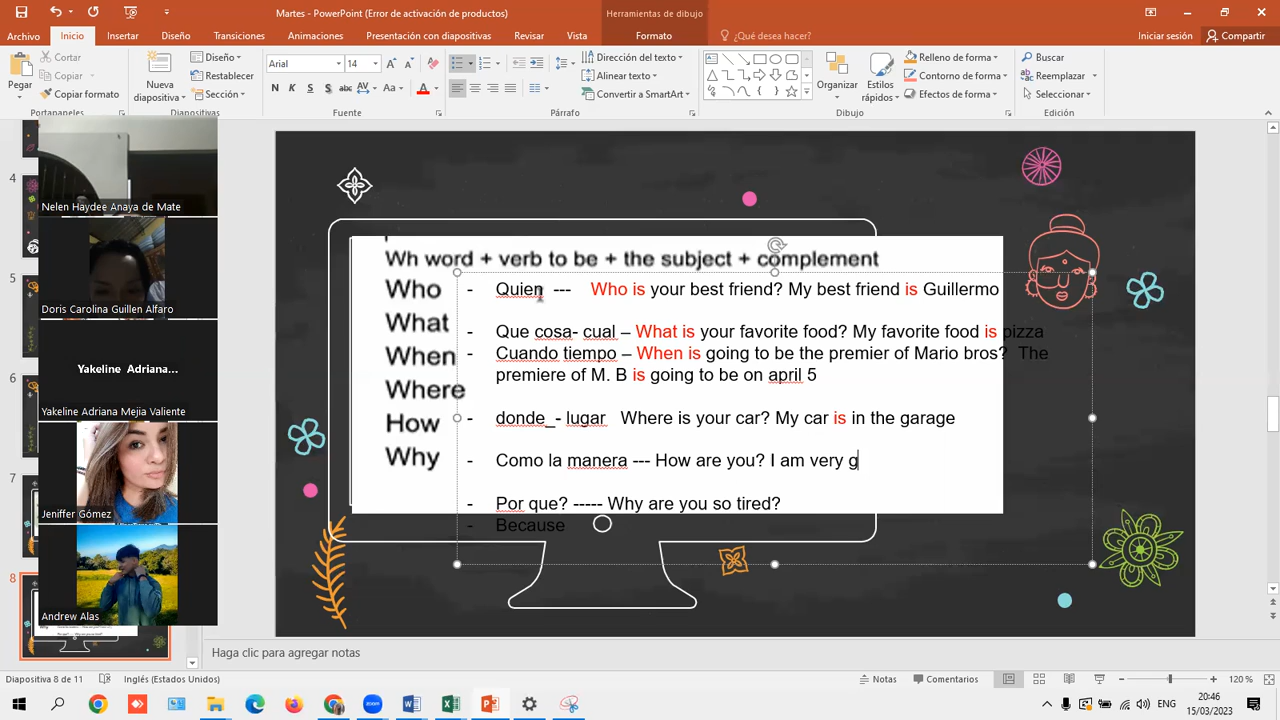 Martes - PowerPoint (Error de activación de productos)
Herramientas de dibujo
Archivo Inicio Insertar Diseño Transiciones Animaciones Presentación con diapositivas Revisar Vista Formato ¿Qué desea hacer? Iniciar sesión Compartir
Cortar
Copiar
Copiar formato
Pegar
Portapapeles
Nueva diapositiva
Diseño
Restablecer
Sección
Diapositivas
Arial 14
N K S abc AV Aa A
Fuente
Dirección del texto
Alinear texto
Convertir a SmartArt
Párrafo
Organizar
Estilos rápidos
Relleno de forma
Contorno de forma
Efectos de forma
Dibujo
Buscar
Reemplazar
Seleccionar
Edición
4
5
6
7
8
Nelen Haydee Anaya de Mate
Doris Carolina Guillen Alfaro
Yakeline Adriana...
Yakeline Adriana Mejia Valiente
Jeniffer Gómez
Andrew Alas
Wh word + verb to be + the subject + complement
Who - Quien --- Who is your best friend? My best friend is Guillermo
What - Que cosa- cual – What is your favorite food? My favorite food is pizza
When - Cuando tiempo – When is going to be the premier of Mario bros? The
premiere of M. B is going to be on april 5
Where
How - donde_- lugar Where is your car? My car is in the garage
Why - Como la manera --- How are you? I am very g
- Por que? ----- Why are you so tired?
- Because
Haga clic para agregar notas
Diapositiva 8 de 11 Inglés (Estados Unidos) Notas Comentarios 120 %
ENG
20:46
15/03/2023